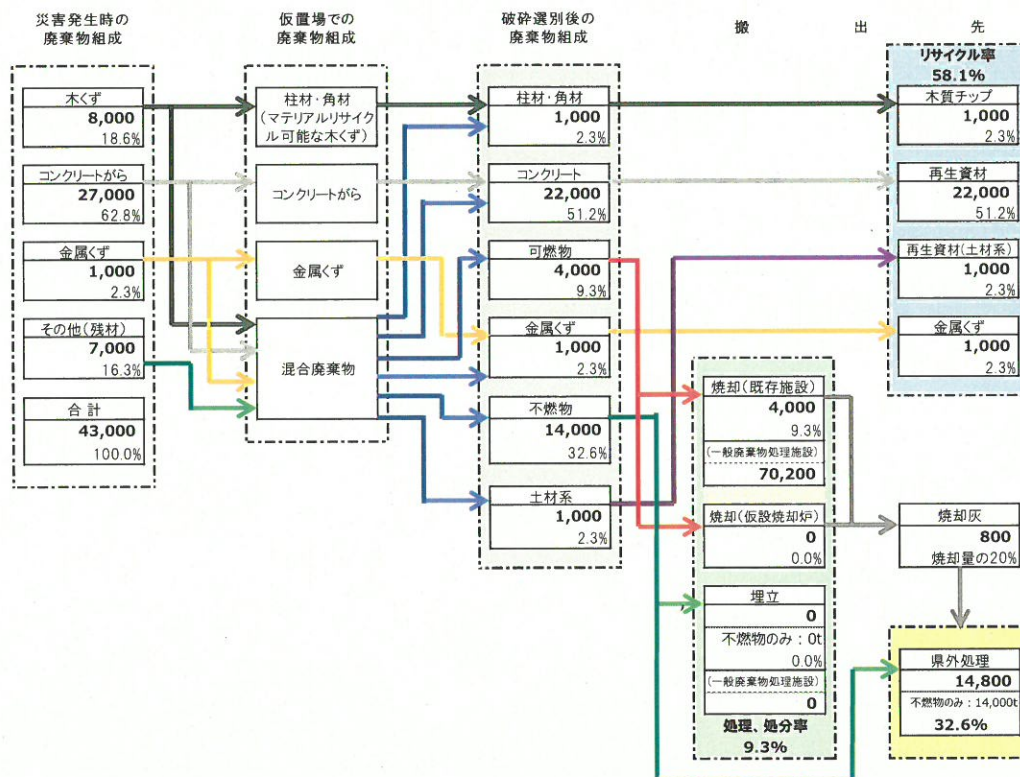 災害発生時の
廃棄物組成
仮置場での
廃棄物組成
破砕選別後の
廃棄物組成
搬 出 先
木くず
8,000
18.6%
コンクリートがら
27,000
62.8%
金属くず
1,000
2.3%
その他(残材)
7,000
16.3%
合計
43,000
100.0%
柱材・角材
(マテリアルリサイク
ル可能な木くず)
コンクリートがら
金属くず
混合廃棄物
柱材・角材
1,000
2.3%
コンクリート
22,000
51.2%
可燃物
4,000
9.3%
金属くず
1,000
2.3%
不燃物
14,000
32.6%
土材系
1,000
2.3%
焼却(既存施設)
4,000
9.3%
(一般廃棄物処理施設)
70,200
焼却(仮設焼却炉)
0
0.0%
埋立
0
不燃物のみ:0t
0.0%
(一般廃棄物処理施設)
0
処理、処分率
9.3%
リサイクル率
58.1%
木質チップ
1,000
2.3%
再生資材
22,000
51.2%
再生資材(土材系)
1,000
2.3%
金属くず
1,000
2.3%
焼却灰
800
焼却量の20%
県外処理
14,800
不燃物のみ:14,000t
32.6%